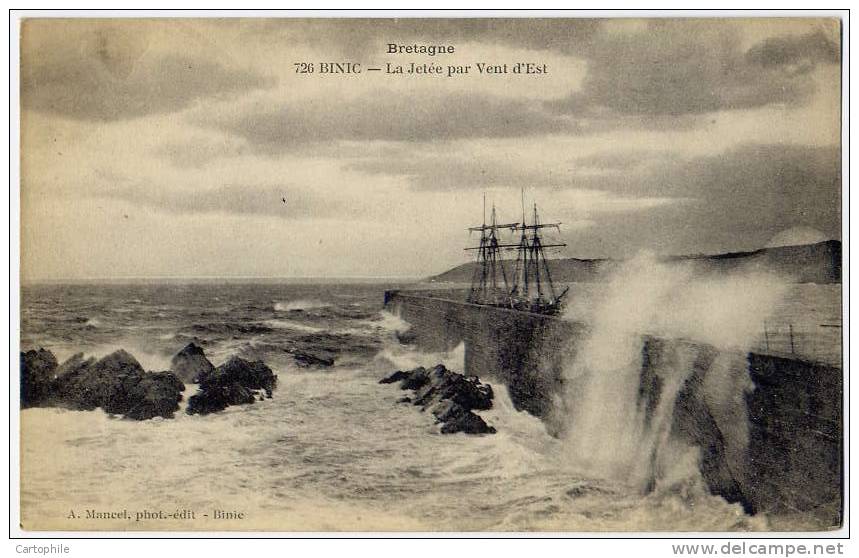 Bretagne
726 BINIC — La Jetée par Vent d'Est
A. Mancel, phot.-édit - Binic
Cartophile
www.delcampe.net